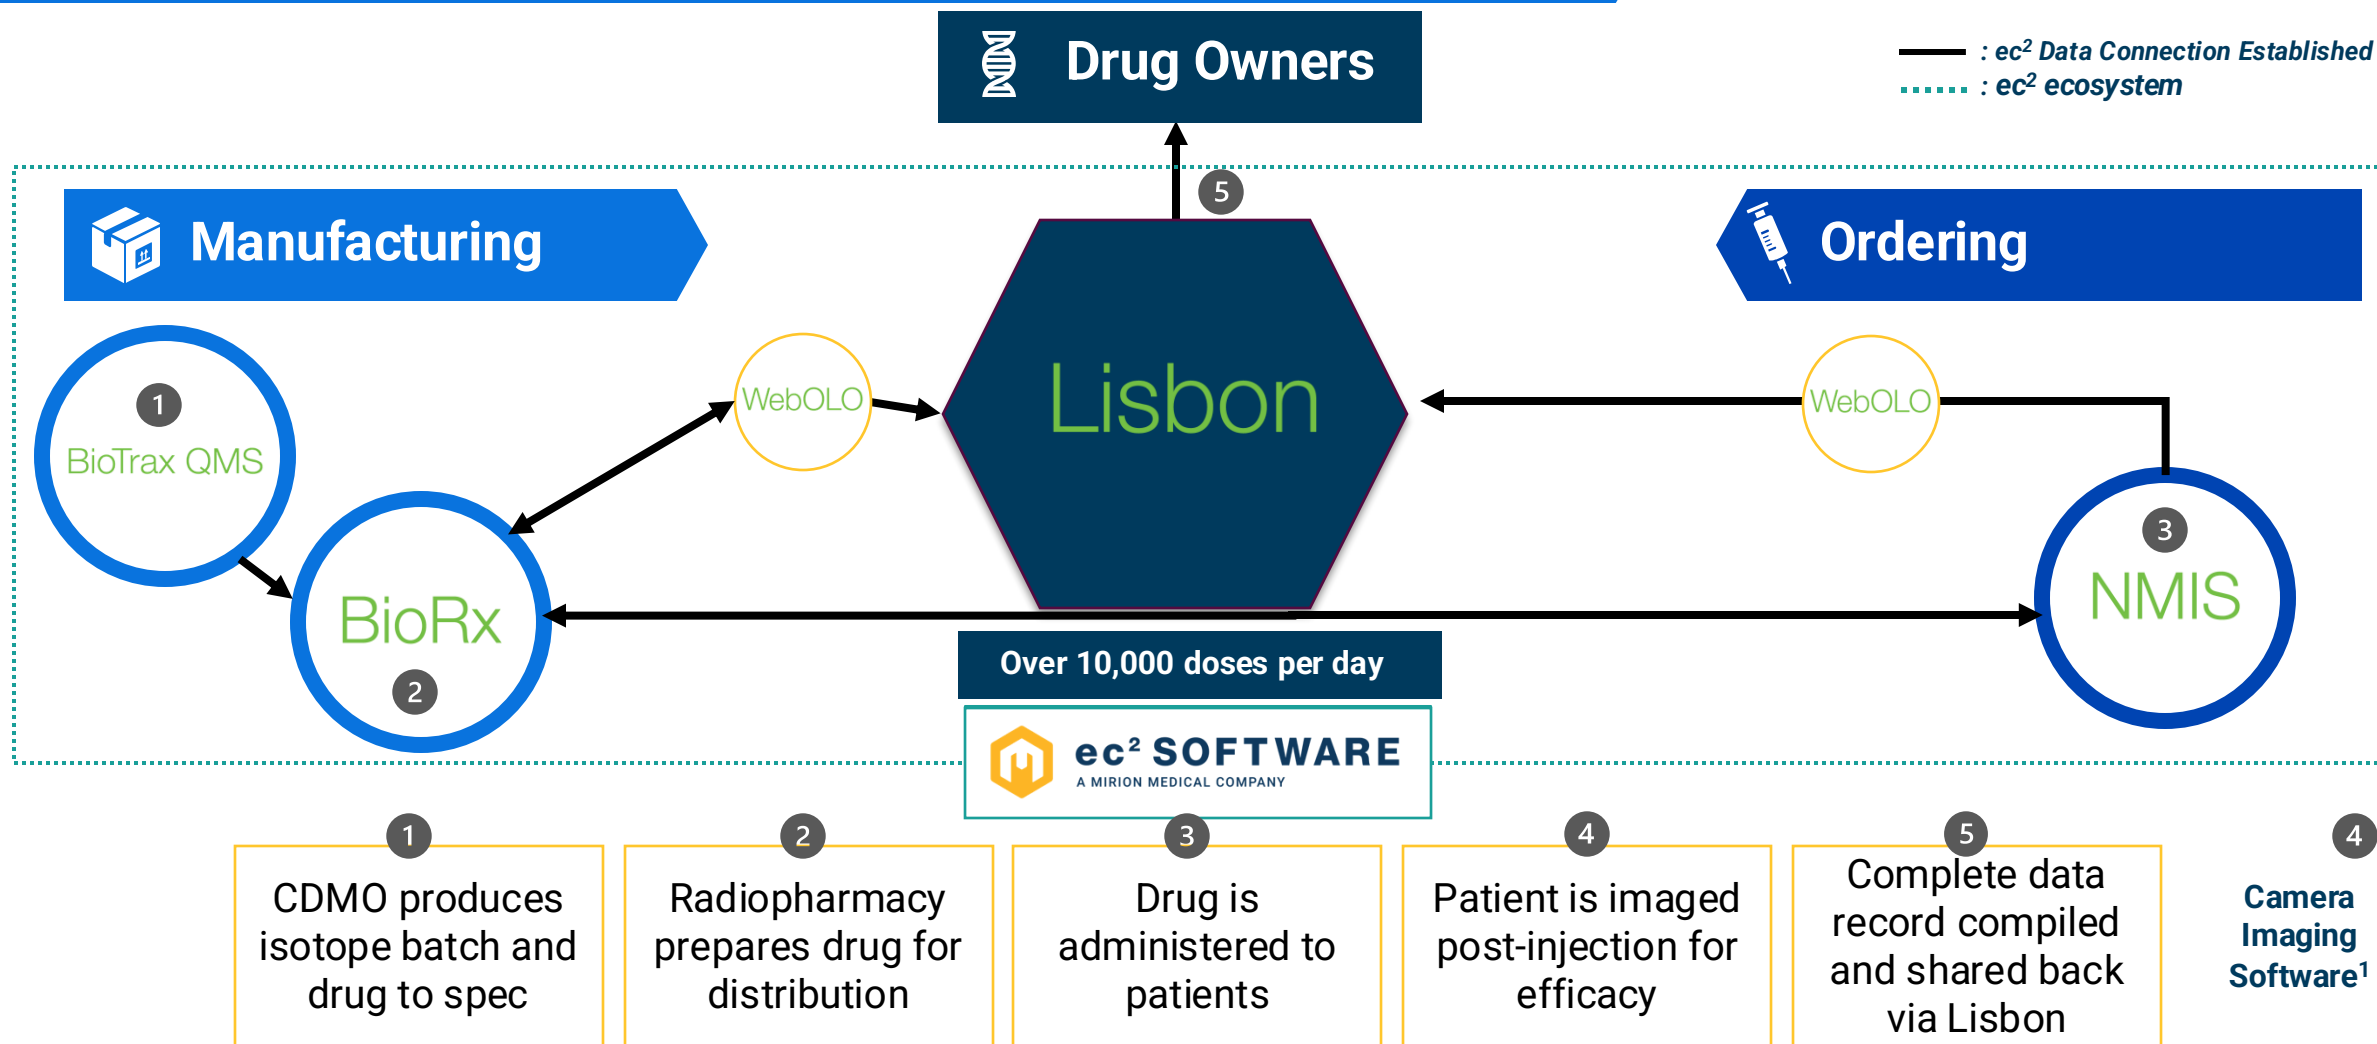 Drug Owners
: ec² Data Connection Established
: ec² ecosystem
5
Manufacturing
Ordering
1
BioTrax QMS
WebOLO
Lisbon
WebOLO
3
NMIS
BioRx
2
Over 10,000 doses per day
ec² SOFTWARE
A MIRION MEDICAL COMPANY
1
CDMO produces
isotope batch and
drug to spec
2
Radiopharmacy
prepares drug for
distribution
3
Drug is
administered to
patients
4
Patient is imaged
post-injection for
efficacy
5
Complete data
record compiled
and shared back
via Lisbon
4
Camera
Imaging
Software¹